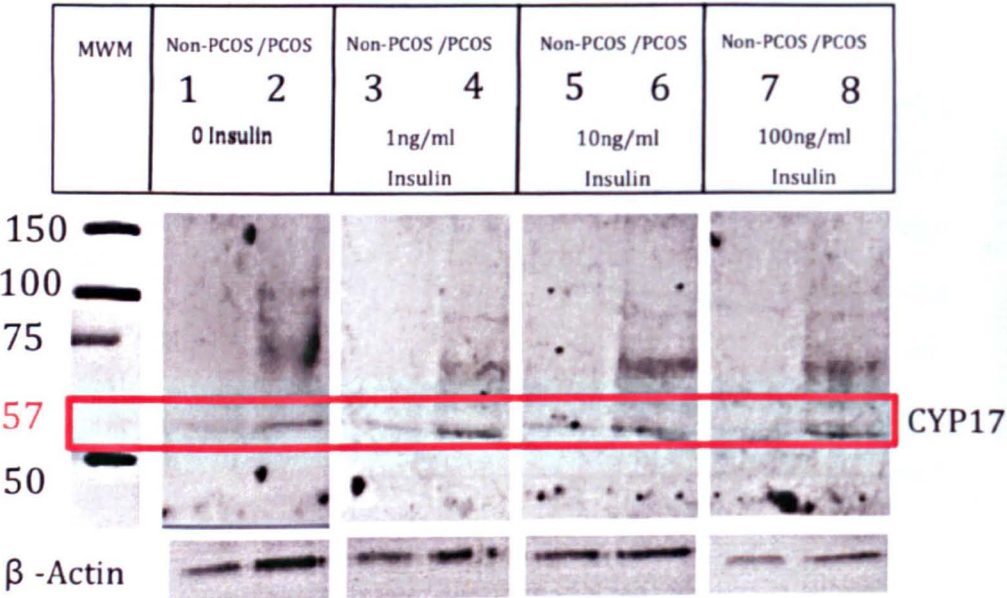 MWM
Non-PCOS /PCOS
1 2
0 Insulin
Non-PCOS /PCOS
3 4
1ng/ml
Insulin
Non-PCOS /PCOS
5 6
10ng/ml
Insulin
Non-PCOS /PCOS
7 8
100ng/ml
Insulin
150
100
75
57
CYP17
50
β -Actin